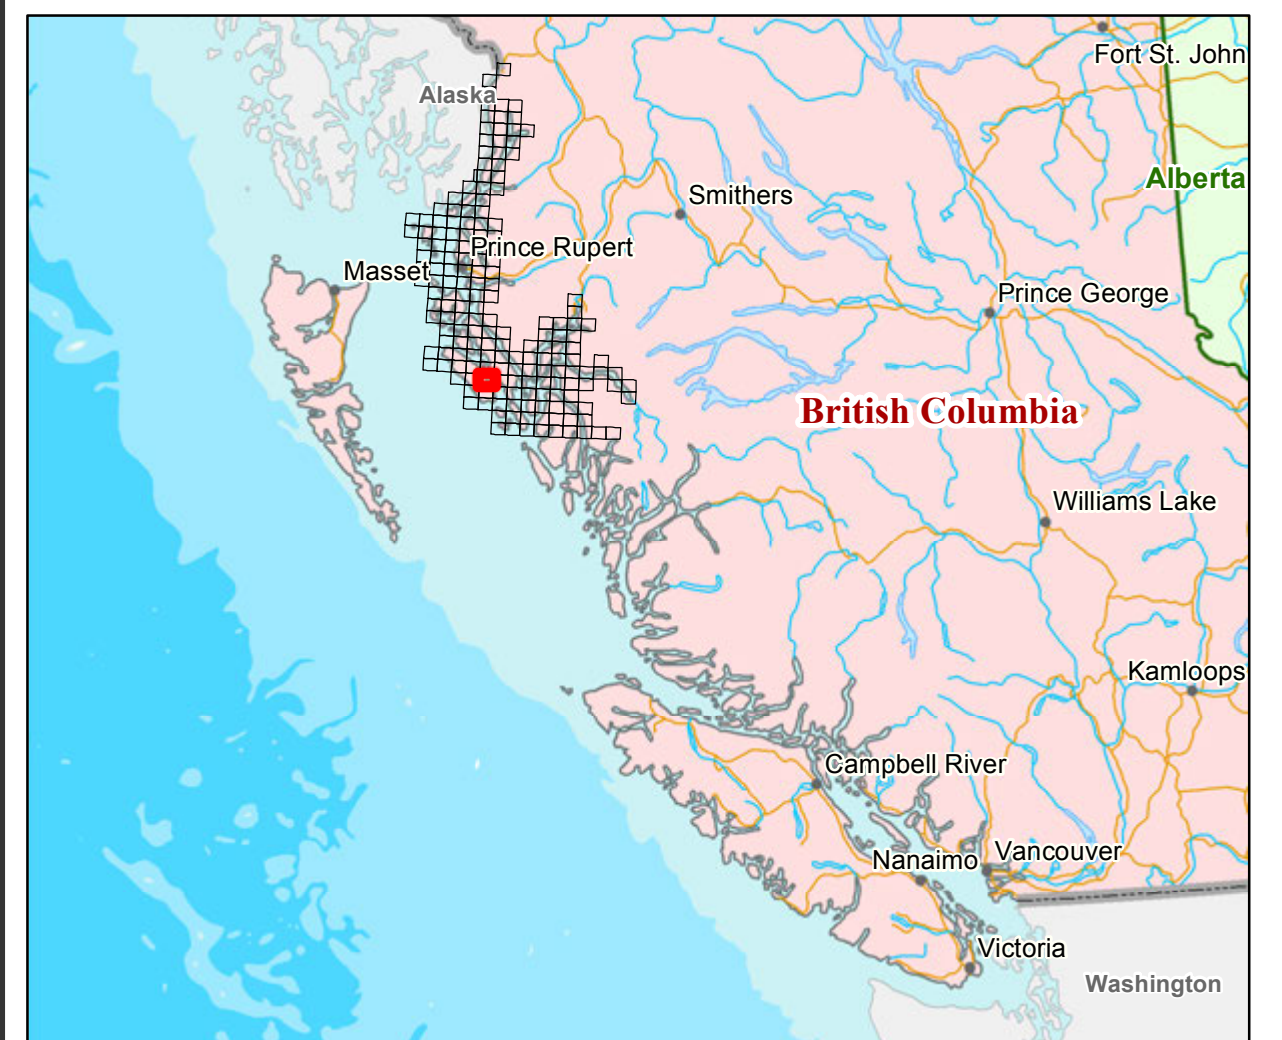 Fort St. John
Alaska
Alberta
Smithers
Prince Rupert
Masset
Prince George
British Columbia
Williams Lake
Kamloops
Campbell River
Vancouver
Nanaimo
Victoria
Washington